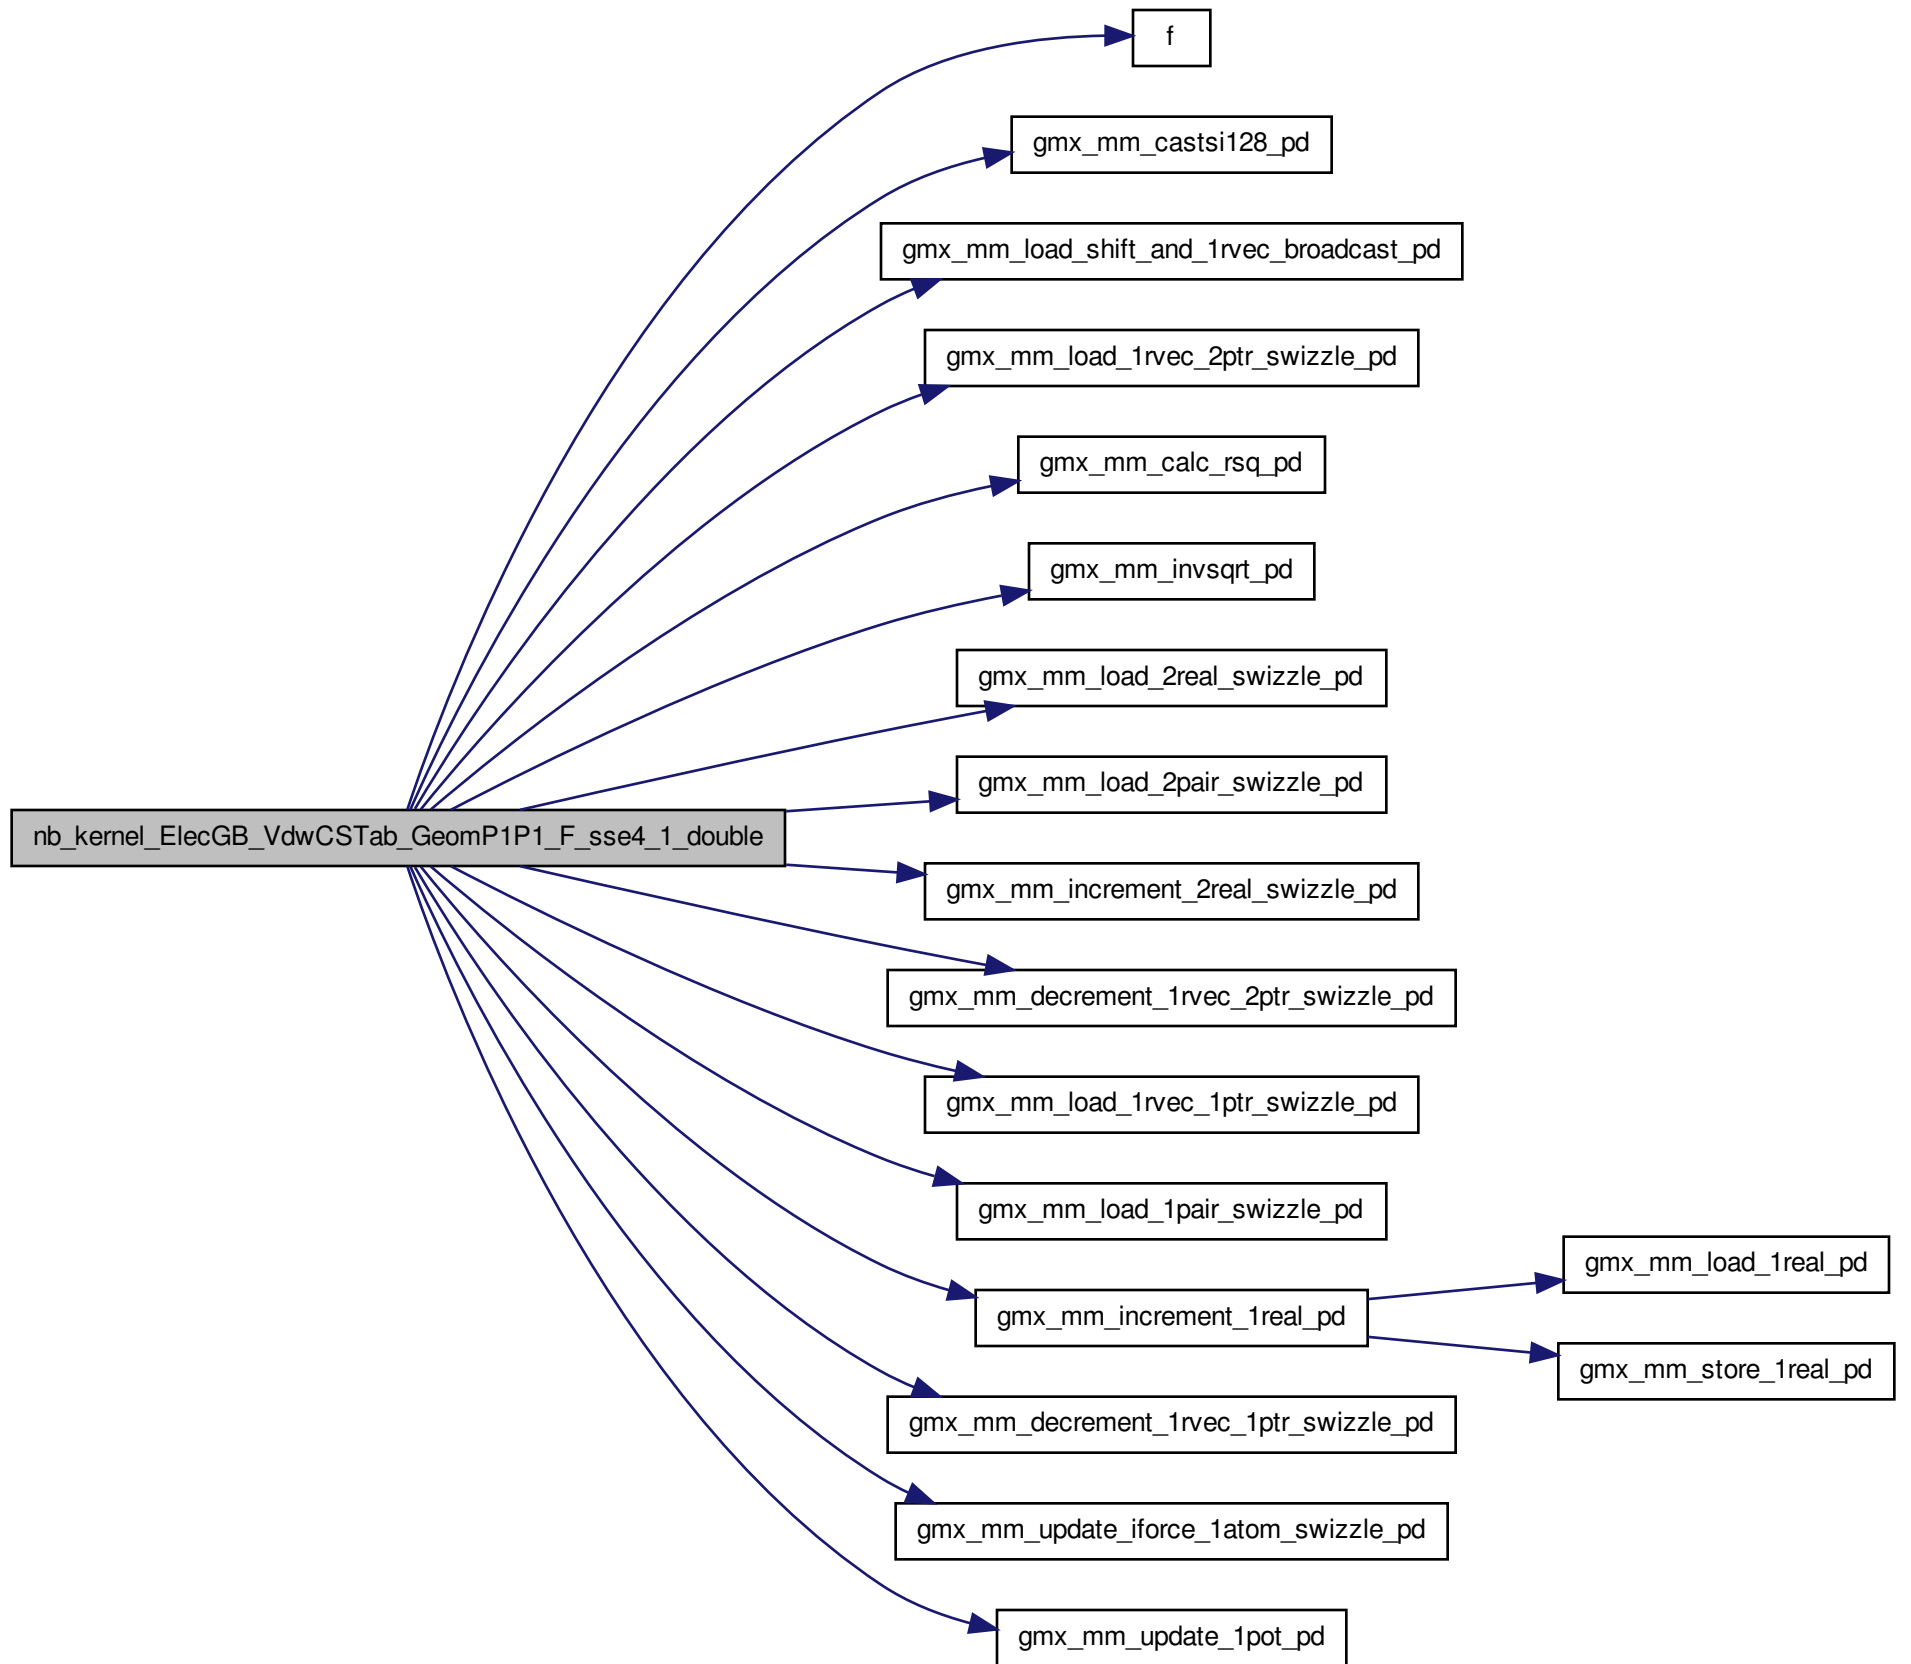 f
gmx_mm_castsi128_pd
gmx_mm_load_shift_and_1rvec_broadcast_pd
gmx_mm_load_1rvec_2ptr_swizzle_pd
gmx_mm_calc_rsq_pd
gmx_mm_invsqrt_pd
gmx_mm_load_2real_swizzle_pd
gmx_mm_load_2pair_swizzle_pd
nb_kernel_ElecGB_VdwCSTab_GeomP1P1_F_sse4_1_double
gmx_mm_increment_2real_swizzle_pd
gmx_mm_decrement_1rvec_2ptr_swizzle_pd
gmx_mm_load_1rvec_1ptr_swizzle_pd
gmx_mm_load_1pair_swizzle_pd
gmx_mm_load_1real_pd
gmx_mm_increment_1real_pd
gmx_mm_store_1real_pd
gmx_mm_decrement_1rvec_1ptr_swizzle_pd
gmx_mm_update_iforce_1atom_swizzle_pd
gmx_mm_update_1pot_pd